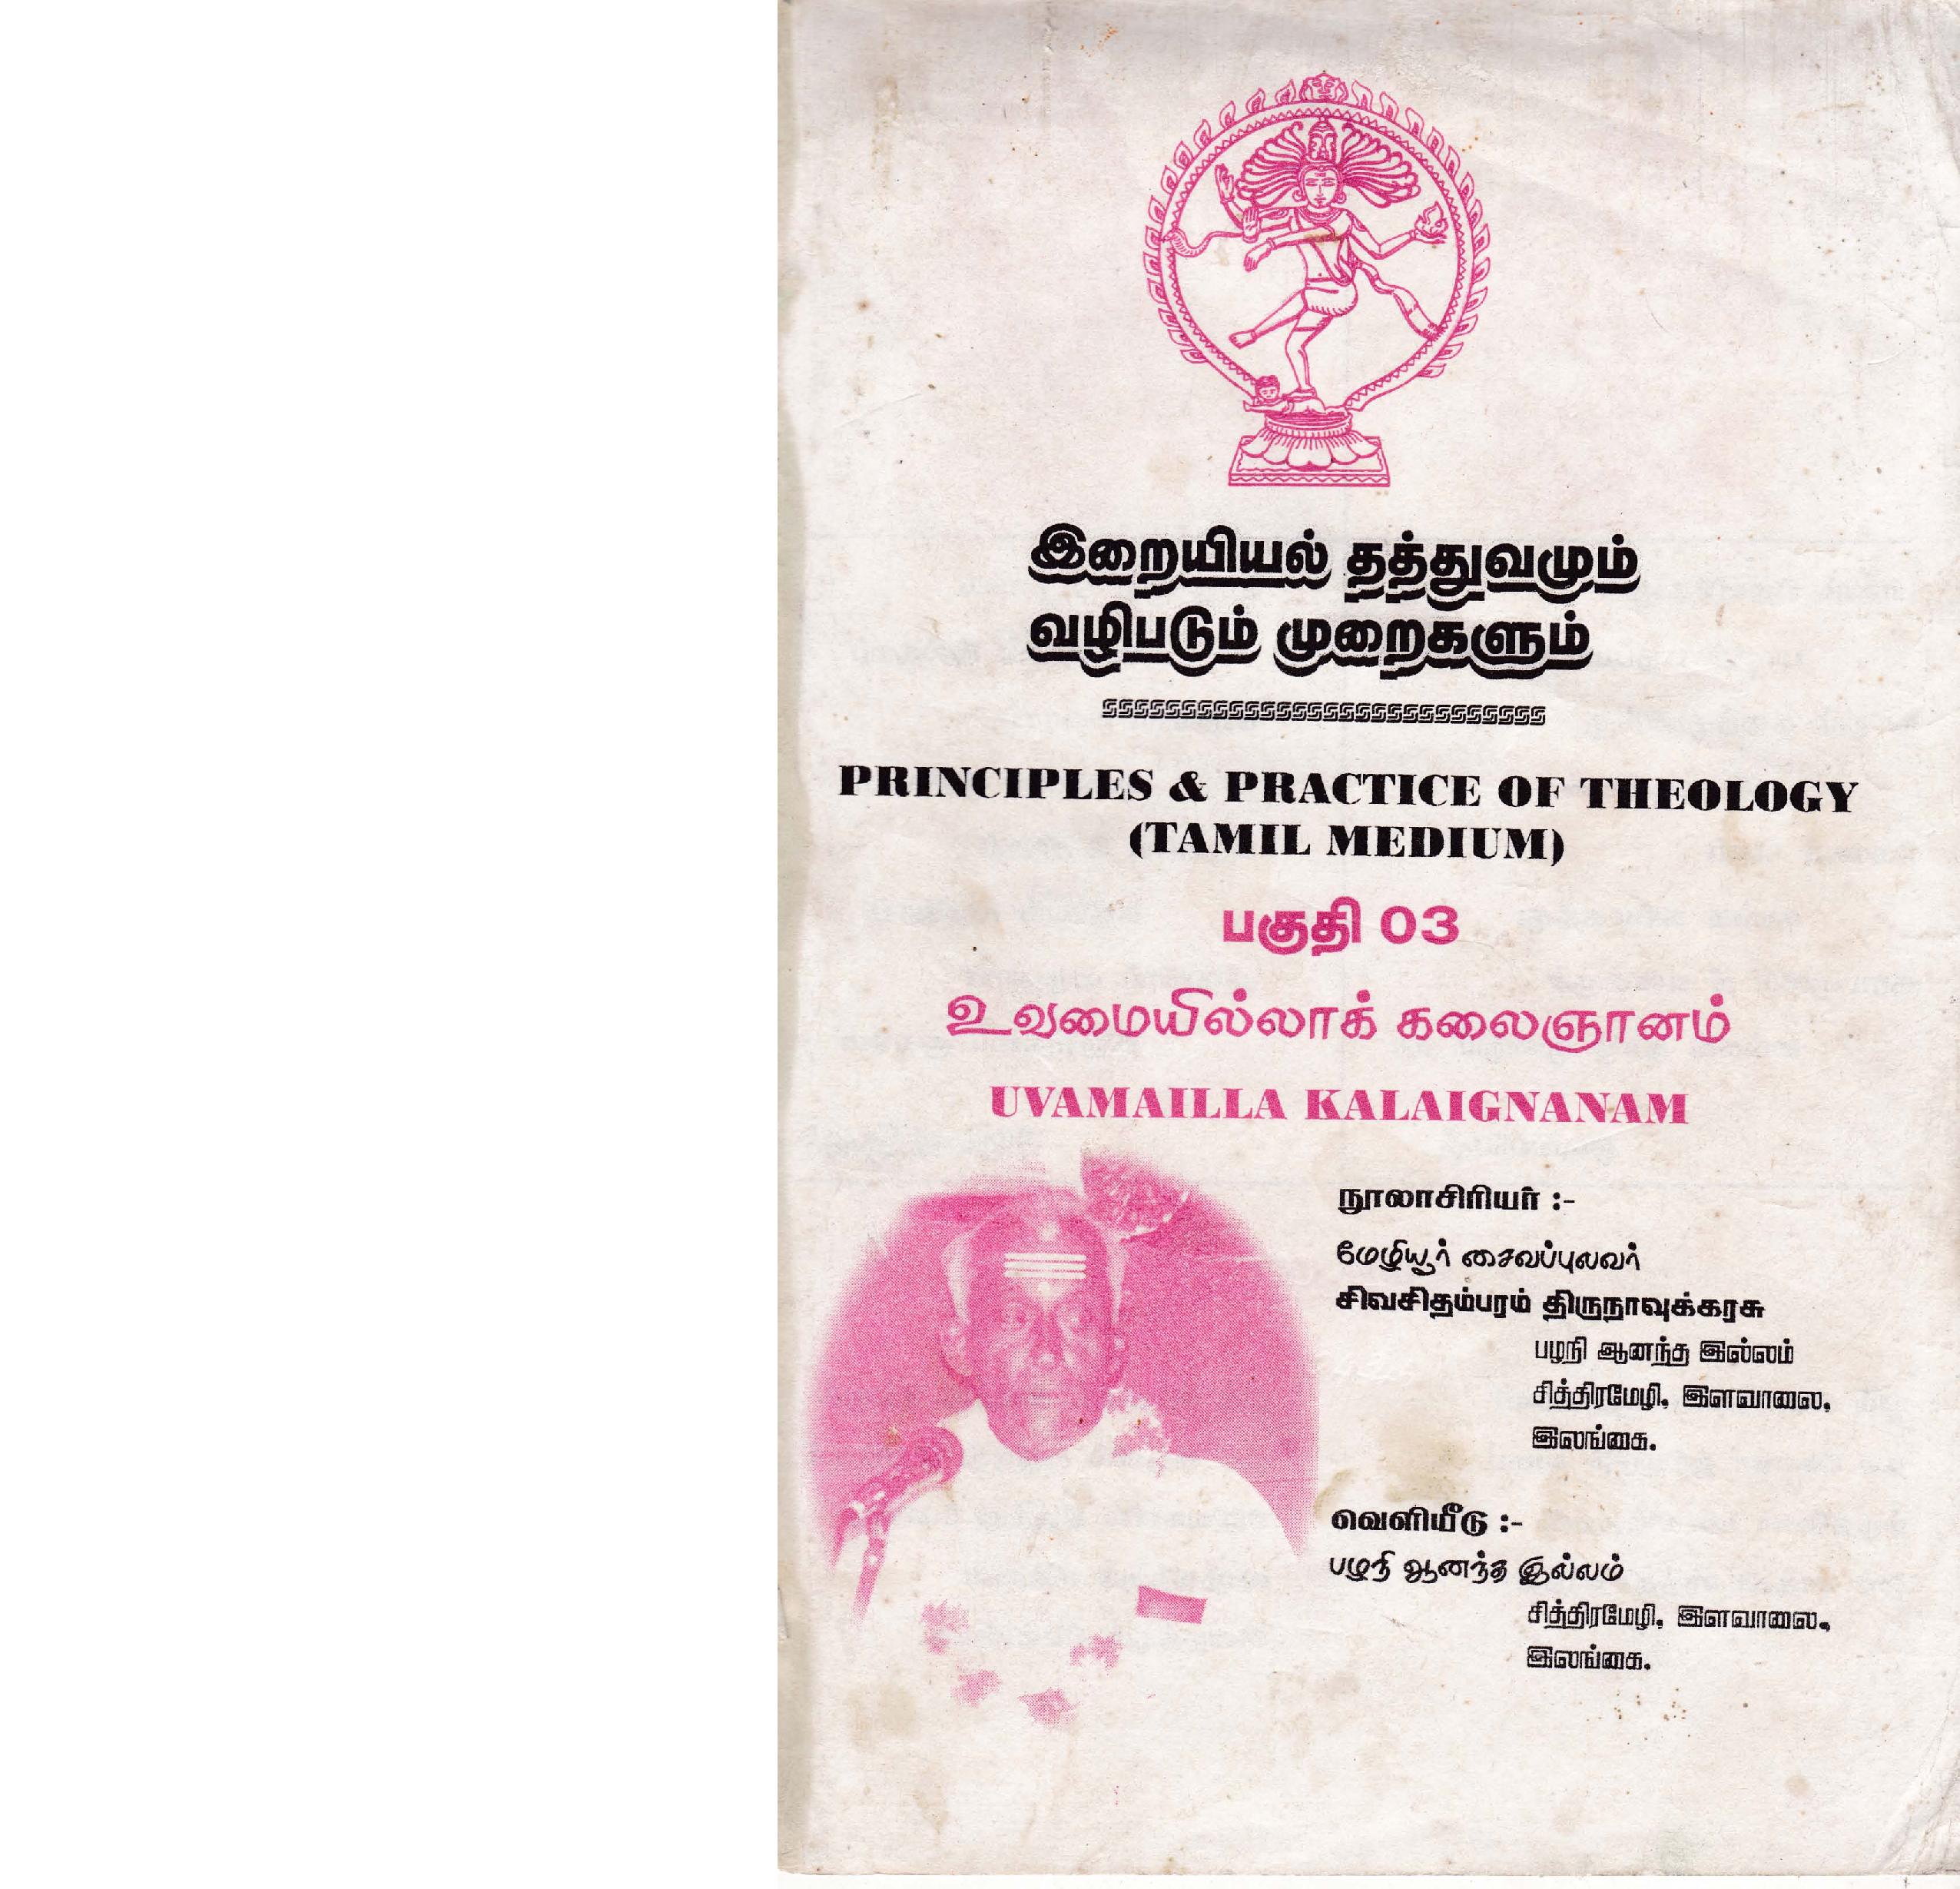 இறையியல் தத்துவமும்
வழிபடும் முறைகளும்
PRINCIPLES & PRACTICE OF THEOLOGY
(TAMIL MEDIUM)
பகுதி 03
உவமையில்லாக் கலைஞானம்
UVAMAILLA KALAIGNANAM
நூலாசிரியர் :-
மேழியூர் சைவப்புலவர்
சிவசிதம்பரம் திருநாவுக்கரசு
பழநி ஆனந்த இல்லம்
சித்திரமேழி, இளவாலை,
இலங்கை.
வெளியீடு :-
பழநி ஆனந்த இல்லம்
சித்திரமேழி, இளவாலை,
இலங்கை.